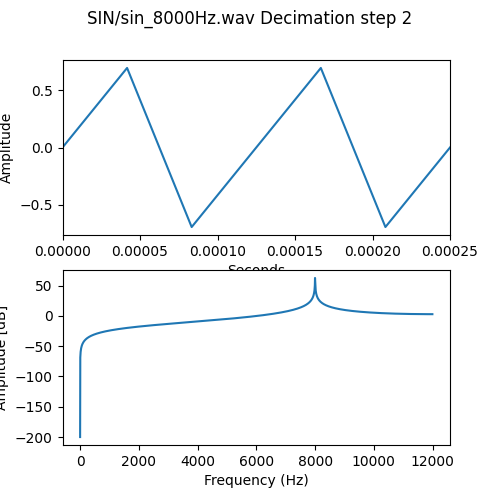 SIN/sin_8000Hz.wav Decimation step 2
0.5
0.0
−0.5
Amplitude
0.00000 0.00005 0.00010 0.00015 0.00020 0.00025
Seconds
50
0
−50
−100
−150
−200
Amplitude [dB]
0 2000 4000 6000 8000 10000 12000
Frequency (Hz)